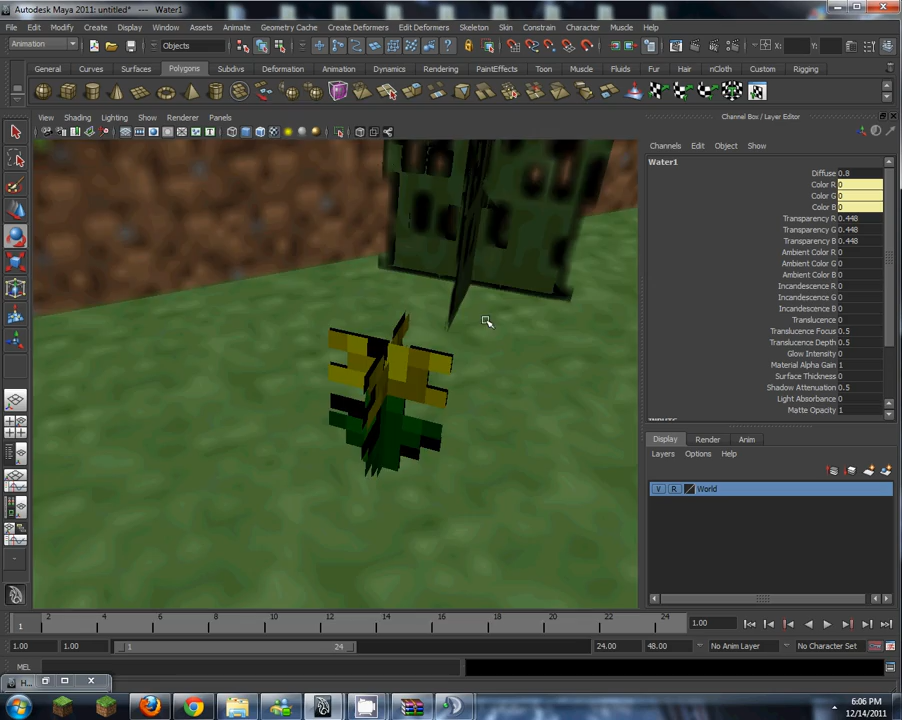 Autodesk Maya 2011: untitled* --- Water1
File Edit Modify Create Display Window Assets Animate Geometry Cache Create Deformers Edit Deformers Skeleton Skin Constrain Character Muscle Help
Animation Objects X: Y:
General Curves Surfaces Polygons Subdivs Deformation Animation Dynamics Rendering PaintEffects Toon Muscle Fluids Fur Hair nCloth Custom Rigging
View Shading Lighting Show Renderer Panels
Channel Box / Layer Editor
Channels Edit Object Show
Water1
Diffuse 0.8
Color R 0
Color G 0
Color B 0
Transparency R 0.448
Transparency G 0.448
Transparency B 0.448
Ambient Color R 0
Ambient Color G 0
Ambient Color B 0
Incandescence R 0
Incandescence G 0
Incandescence B 0
Translucence 0
Translucence Focus 0.5
Translucence Depth 0.5
Glow Intensity 0
Material Alpha Gain 1
Surface Thickness 0
Shadow Attenuation 0.5
Light Absorbance 0
Matte Opacity 1
Display Render Anim
Layers Options Help
V R World
1 2 4 6 8 10 12 14 16 18 20 22 24 1.00
1.00 1.00 1 24 24.00 48.00 No Anim Layer No Character Set
MEL
H...
6:06 PM
12/14/2011